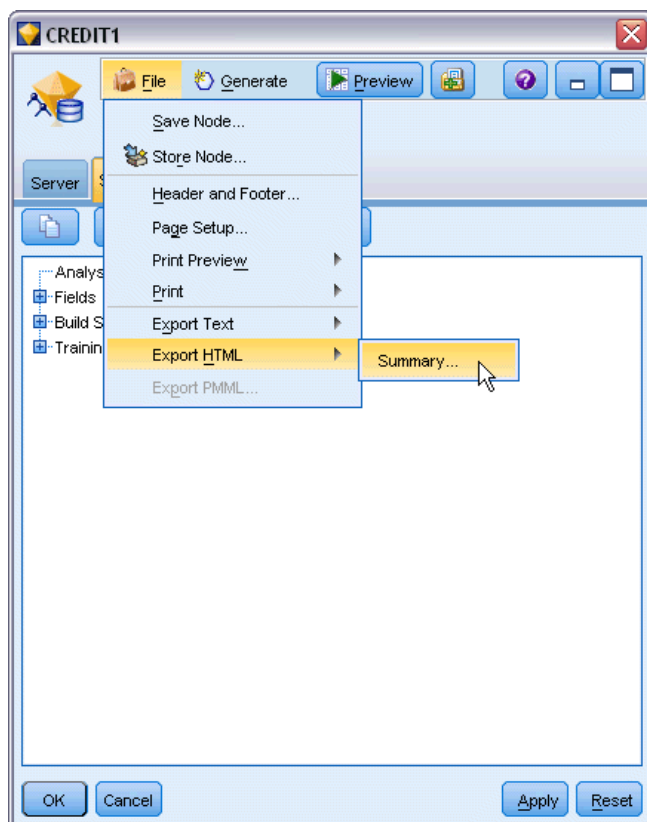 CREDIT1
File Generate Preview
Save Node...
Store Node...
Server S
Header and Footer...
Page Setup...
Print Preview
Analys
Print
Fields
Build S
Export Text
Trainin
Export HTML
Summary...
Export PMML...
OK Cancel Apply Reset